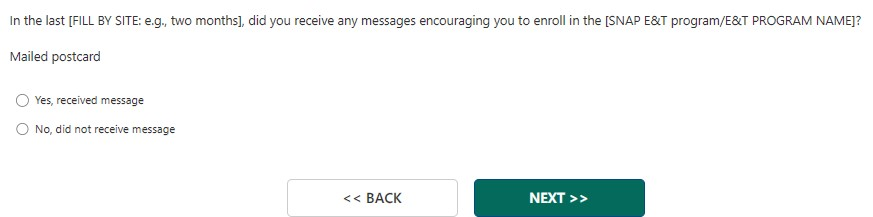 In the last [FILL BY SITE: e.g., two months], did you receive any messages encouraging you to enroll in the [SNAP E&T program/E&T PROGRAM NAME]?
Mailed postcard
Yes, received message
No, did not receive message
<< BACK
NEXT >>